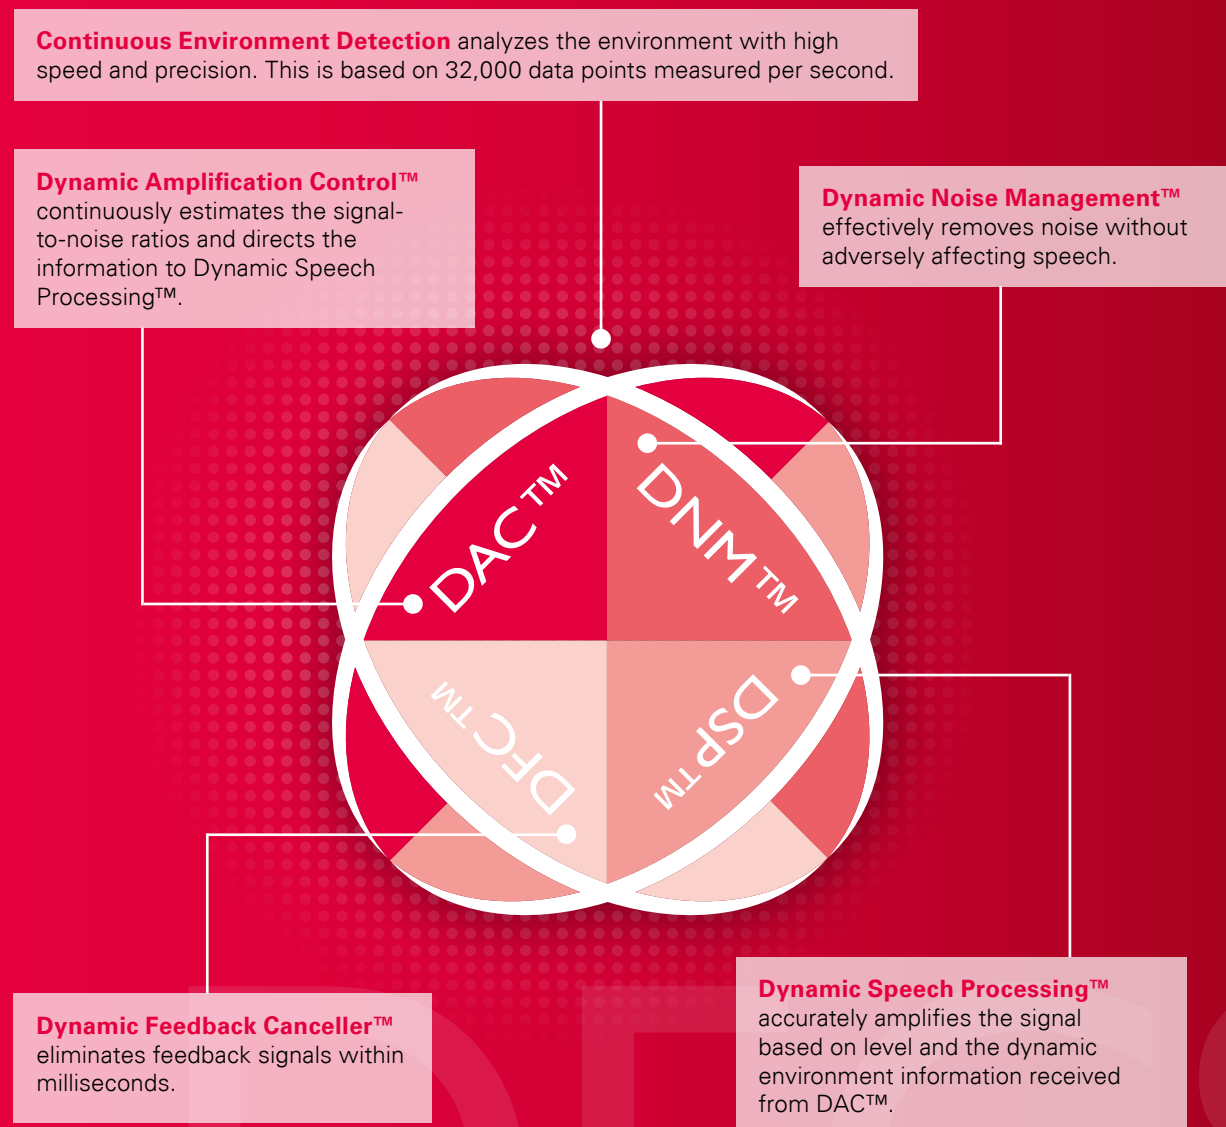 Continuous Environment Detection analyzes the environment with high
speed and precision. This is based on 32,000 data points measured per second.
Dynamic Amplification Control™
continuously estimates the signal-
to-noise ratios and directs the
information to Dynamic Speech
Processing™.
Dynamic Noise Management™
effectively removes noise without
adversely affecting speech.
DAC™
DNM™
DFC™
DSP™
Dynamic Feedback Canceller™
eliminates feedback signals within
milliseconds.
Dynamic Speech Processing™
accurately amplifies the signal
based on level and the dynamic
environment information received
from DAC™.